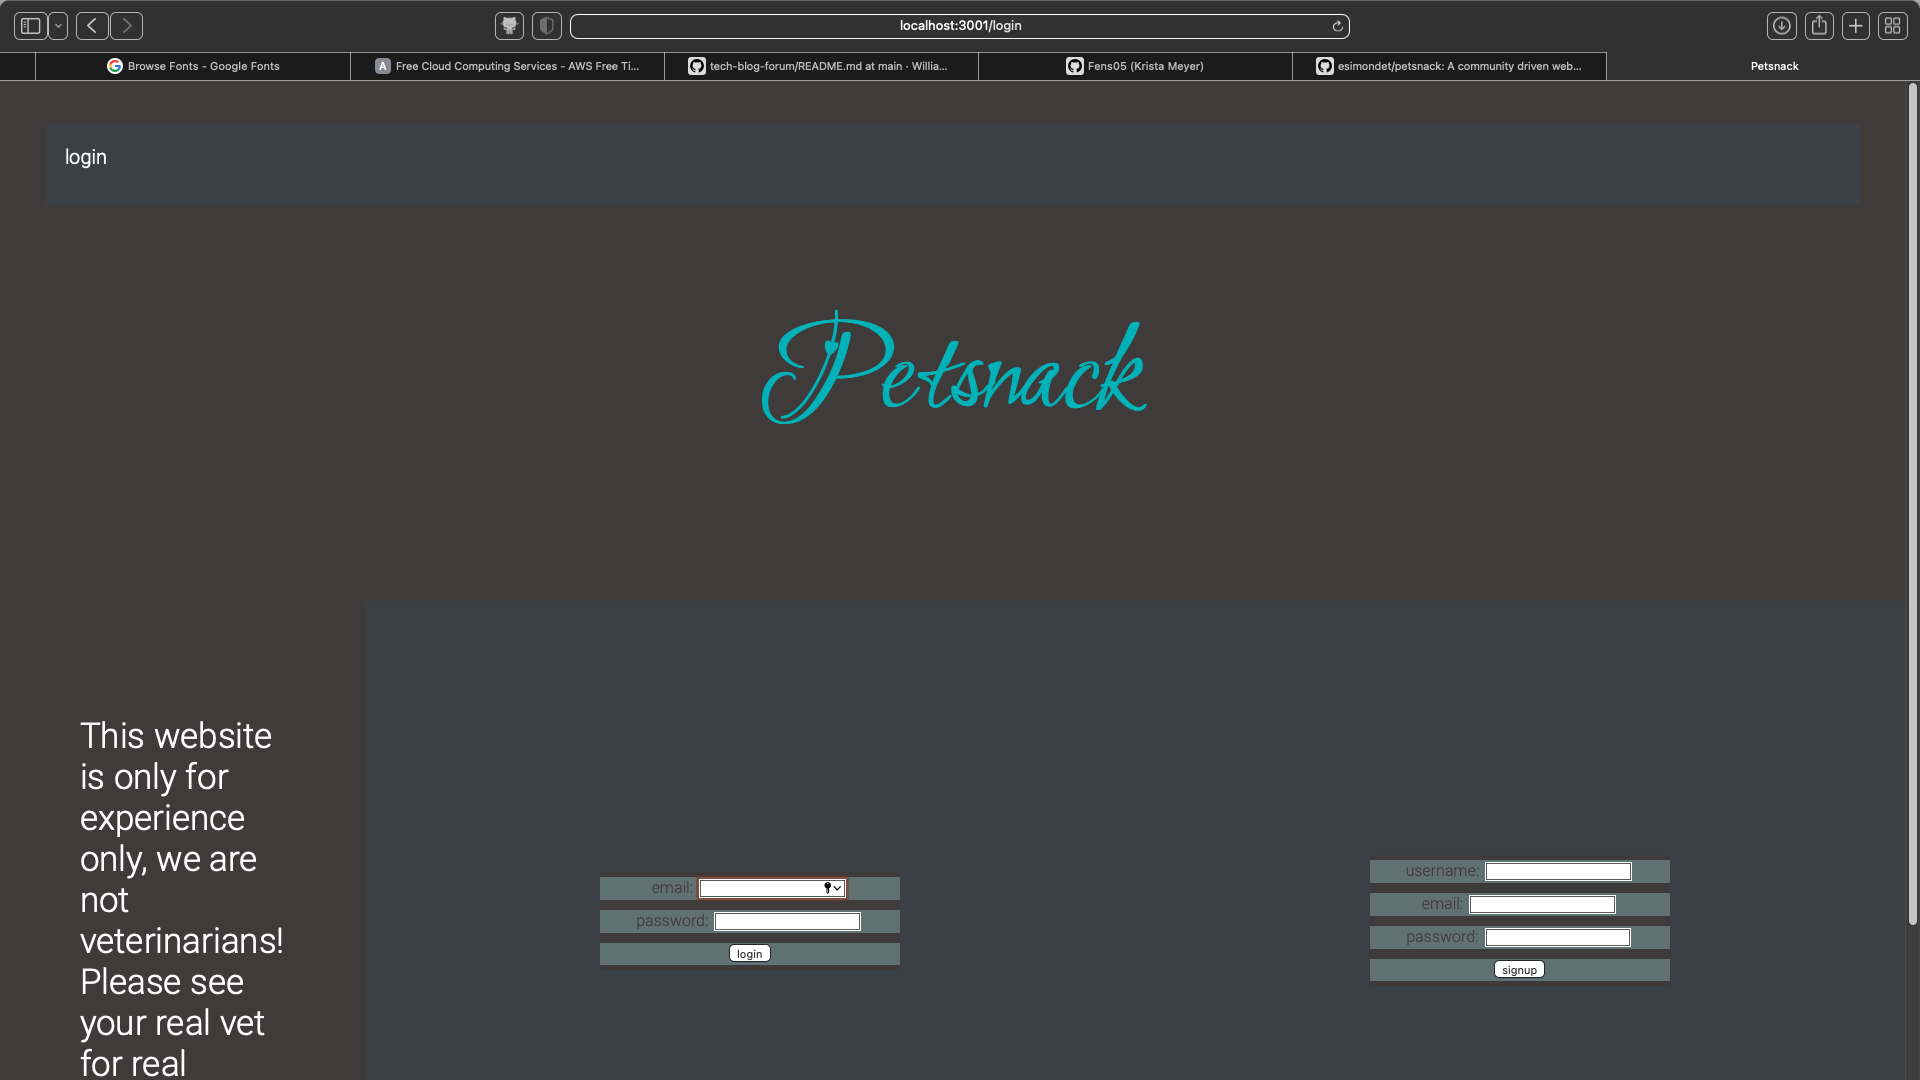 localhost:3001/login
Browse Fonts - Google Fonts
A Free Cloud Computing Services - AWS Free Ti...
tech-blog-forum/README.md at main · Willia...
Fens05 (Krista Meyer)
esimondet/petsnack: A community driven web...
Petsnack
login
Petsnack
This website
is only for
experience
only, we are
not
veterinarians!
Please see
your real vet
for real
email:
password:
login
username:
email:
password:
signup